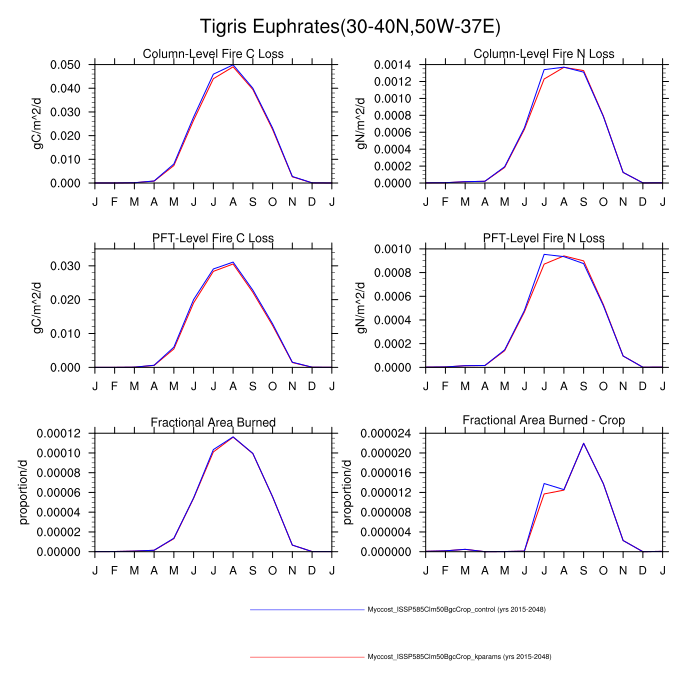 Tigris Euphrates(30-40N,50W-37E)
Column-Level Fire C Loss
gC/m^2/d
0.050
0.040
0.030
0.020
0.010
0.000
J F M A M J J A S O N D J
Column-Level Fire N Loss
gN/m^2/d
0.0014
0.0012
0.0010
0.0008
0.0006
0.0004
0.0002
0.0000
J F M A M J J A S O N D J
PFT-Level Fire C Loss
gC/m^2/d
0.030
0.020
0.010
0.000
J F M A M J J A S O N D J
PFT-Level Fire N Loss
gN/m^2/d
0.0010
0.0008
0.0006
0.0004
0.0002
0.0000
J F M A M J J A S O N D J
Fractional Area Burned
proportion/d
0.00012
0.00010
0.00008
0.00006
0.00004
0.00002
0.00000
J F M A M J J A S O N D J
Fractional Area Burned - Crop
proportion/d
0.000024
0.000020
0.000016
0.000012
0.000008
0.000004
0.000000
J F M A M J J A S O N D J
Myccost_ISSP585Clm50BgcCrop_control (yrs 2015-2048)
Myccost_ISSP585Clm50BgcCrop_kparams (yrs 2015-2048)